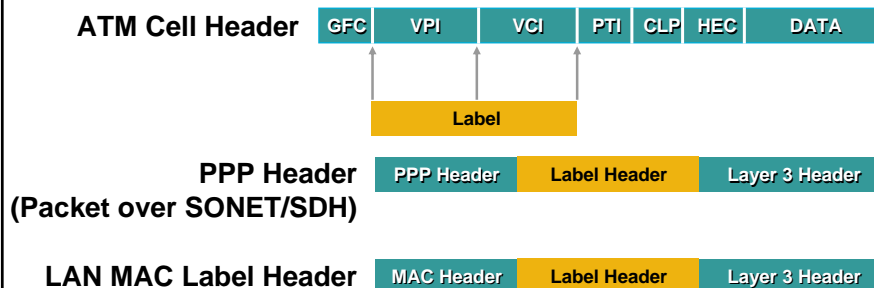 ATM Cell Header GFC VPI VCI PTI CLP HEC DATA
Label
PPP Header PPP Header Label Header Layer 3 Header
(Packet over SONET/SDH)
LAN MAC Label Header MAC Header Label Header Layer 3 Header